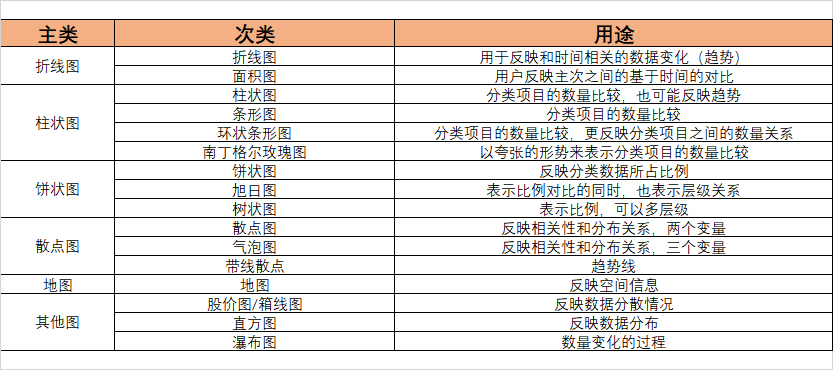 主类 次类 用途
折线图 折线图 用于反映和时间相关的数据变化（趋势）
面积图 用户反映主次之间的基于时间的对比
柱状图 柱状图 分类项目的数量比较，也可能反映趋势
条形图 分类项目的数量比较
环状条形图 分类项目的数量比较，更反映分类项目之间的数量关系
南丁格尔玫瑰图 以夸张的形势来表示分类项目的数量比较
饼状图 饼状图 反映分类数据所占比例
旭日图 表示比例对比的同时，也表示层级关系
树状图 表示比例，可以多层级
散点图 散点图 反映相关性和分布关系，两个变量
气泡图 反映相关性和分布关系，三个变量
带线散点 趋势线
地图 地图 反映空间信息
其他图 股价图/箱线图 反映数据分散情况
直方图 反映数据分布
瀑布图 数量变化的过程